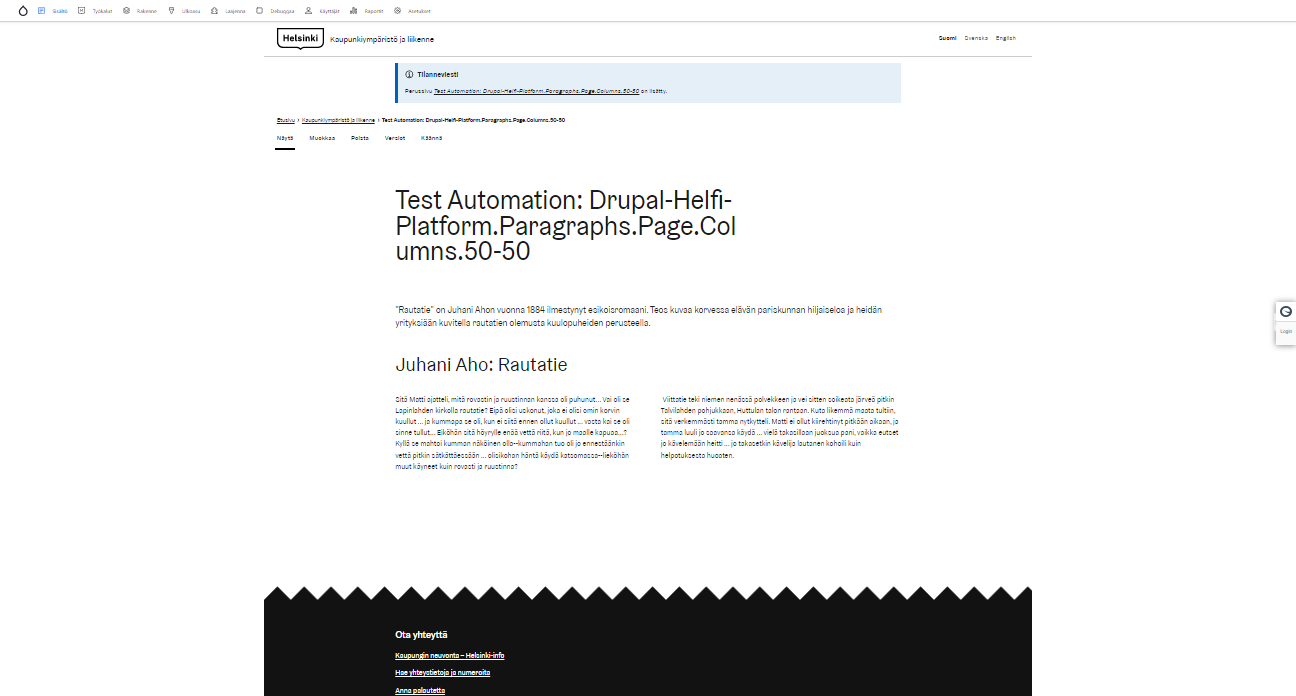 Sisältö Työkalut Rakenne Ulkoasu Laajenna Debuggaa Käyttäjät Raportit Asetukset
Helsinki Kaupunkiympäristö ja liikenne Suomi Svenska English
Tilanneviesti
Perussivu Test Automation: Drupal-Helfi-Platform.Paragraphs.Page.Columns.50-50 on lisätty.
Etusivu › Kaupunkiympäristö ja liikenne › Test Automation: Drupal-Helfi-Platform.Paragraphs.Page.Columns.50-50
Näytä Muokkaa Poista Versiot Käännä
Test Automation: Drupal-Helfi-
Platform.Paragraphs.Page.Col
umns.50-50
"Rautatie" on Juhani Ahon vuonna 1884 ilmestynyt esikoisromaani. Teos kuvaa korvessa elävän pariskunnan hiljaiseloa ja heidän
yrityksiään kuvitella rautatien olemusta kuulopuheiden perusteella.
Login
Juhani Aho: Rautatie
Sitä Matti ajatteli, mitä rovastin ja ruustinnan kanssa oli puhunut... Vai oli se
Lapinlahden kirkolla rautatie? Eipä olisi uskonut, joka ei olisi omin korvin
kuullut ... ja kummapa se oli, kun ei siitä ennen ollut kuullut ... vasta kai se oli
sinne tullut... Eiköhän sitä höyrylle enää vettä niitä, kun jo maalle kapuaa...?
Kyllä se mahtoi kumman näköinen olla--kummahan tuo oli jo ennestäänkin
vettä pitkin sätkättäessään ... olisikohan häntä käydä katsomassa--lieköhän
muut käyneet kuin rovasti ja ruustinna?
Viittatie teki niemen nenässä polvekkeen ja vei sitten soikeata järveä pitkin
Talvilahden pohjukkaan, Huttulan talon rantaan. Kuta likemmä maata tultiin,
sitä verkemmästi tamma nytkytteli. Matti ei ollut kiirehtinyt pitkään aikaan, ja
tamma luuli jo saavansa käydä ... vielä takasillaan juoksua pani, vaikka eutset
jo kävelemään heitti ... jo takasetkin kävelijä lautanen kohoili kuin
helpotuksesta huoaten.
Ota yhteyttä
Kaupungin neuvonta – Helsinki-info
Hae yhteystietoja ja numeroita
Anna palautetta